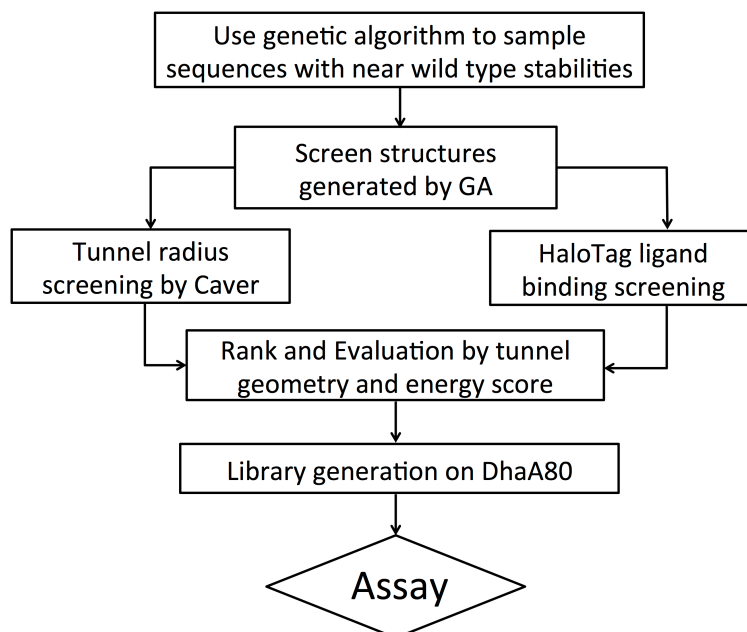 Use genetic algorithm to sample
sequences with near wild type stabilities
Screen structures
generated by GA
Tunnel radius
screening by Caver
HaloTag ligand
binding screening
Rank and Evaluation by tunnel
geometry and energy score
Library generation on DhaA80
Assay